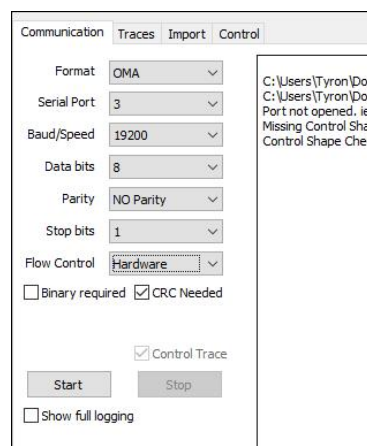 Communication Traces Import Control
Format OMA
Serial Port 3
Baud/Speed 19200
Data bits 8
Parity NO Parity
Stop bits 1
Flow Control Hardware
Binary required CRC Needed
Control Trace
Start Stop
Show full logging
C:\Users\Tyron\Do
C:\Users\Tyron\Do
Port not opened. ie
Missing Control Sha
Control Shape Che